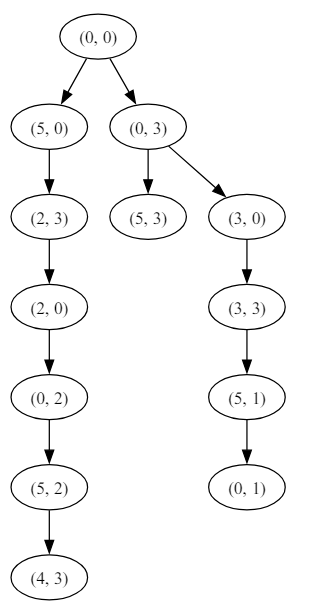 (0, 0)
(5, 0) (0, 3)
(2, 3) (5, 3) (3, 0)
(2, 0) (3, 3)
(0, 2) (5, 1)
(5, 2) (0, 1)
(4, 3)